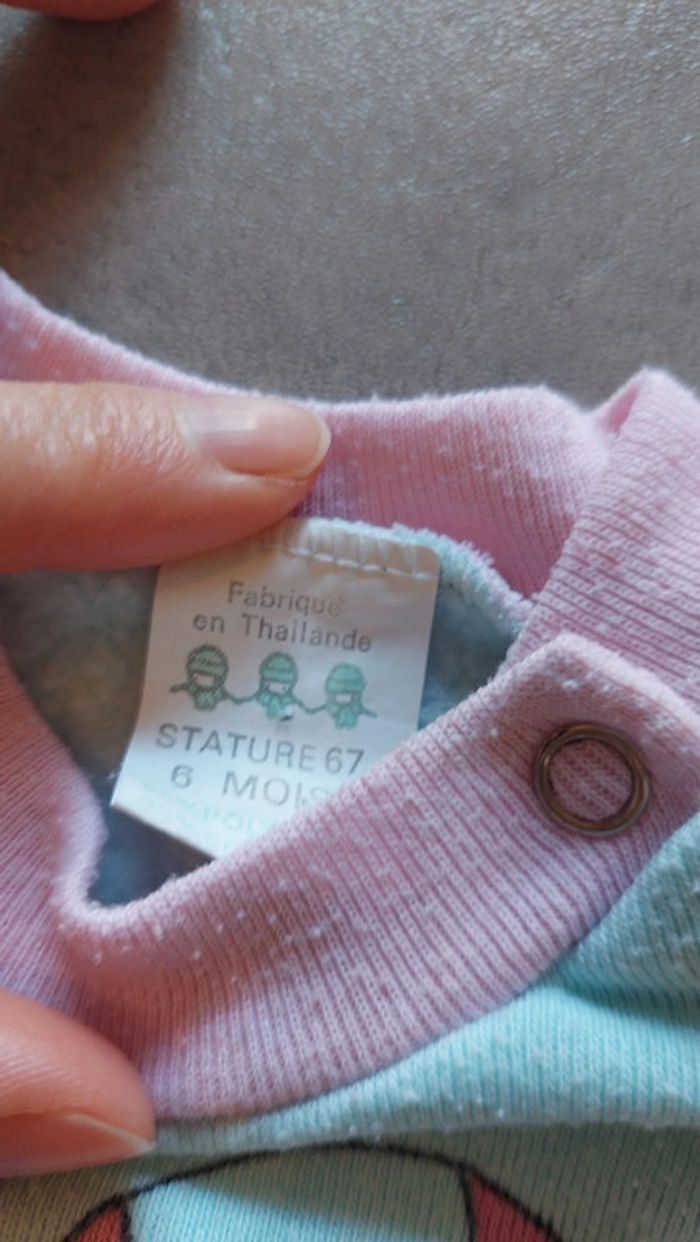 Fabriqué
en Thaïlande
STATURE 67
6 MOIS